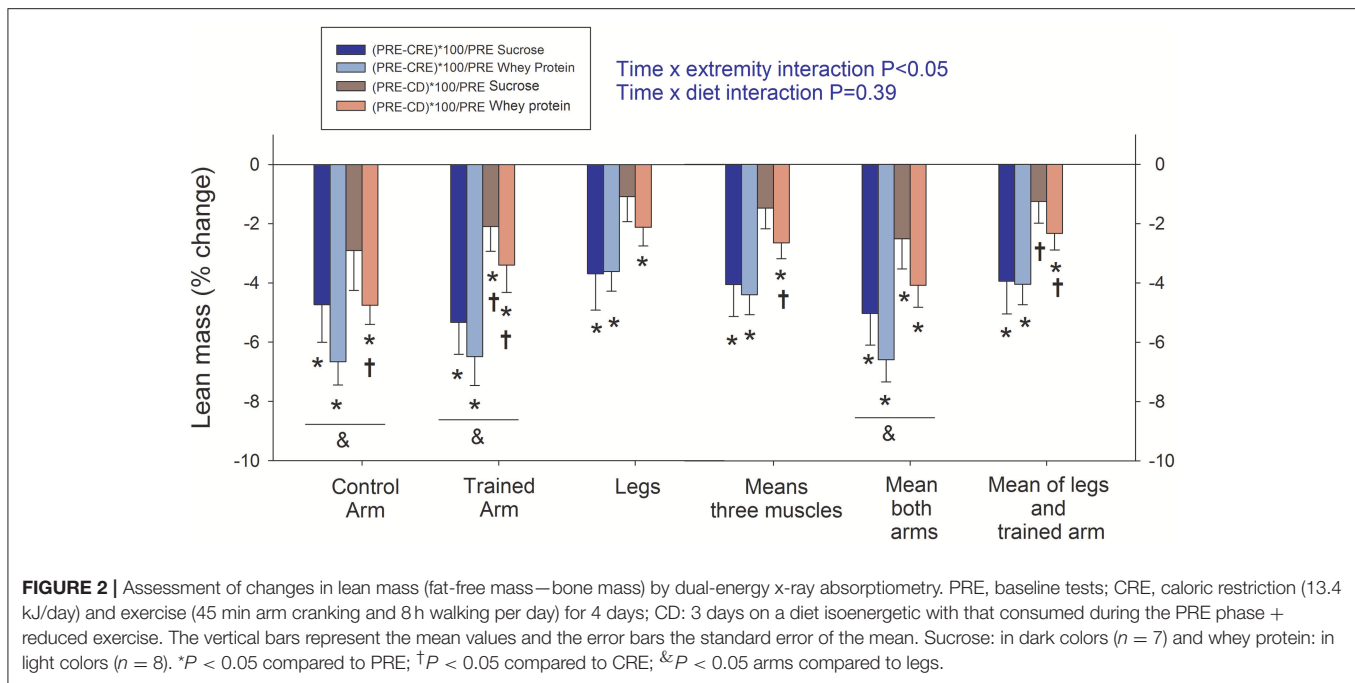 (PRE-CRE)*100/PRE Sucrose
(PRE-CRE)*100/PRE Whey Protein
(PRE-CD)*100/PRE Sucrose
(PRE-CD)*100/PRE Whey protein
Time x extremity interaction P<0.05
Time x diet interaction P=0.39
Lean mass (% change)
0
-2
-4
-6
-8
-10
* * * †
&
* * * † * †
&
* * *
* * * †
* * * *
&
* * † * †
0
-2
-4
-6
-8
-10
Control
Arm
Trained
Arm
Legs
Means
three muscles
Mean
both
arms
Mean of legs
and
trained arm
FIGURE 2 | Assessment of changes in lean mass (fat-free mass—bone mass) by dual-energy x-ray absorptiometry. PRE, baseline tests; CRE, caloric restriction (13.4
kJ/day) and exercise (45 min arm cranking and 8 h walking per day) for 4 days; CD: 3 days on a diet isoenergetic with that consumed during the PRE phase +
reduced exercise. The vertical bars represent the mean values and the error bars the standard error of the mean. Sucrose: in dark colors (n = 7) and whey protein: in
light colors (n = 8). *P < 0.05 compared to PRE; †P < 0.05 compared to CRE; &P < 0.05 arms compared to legs.